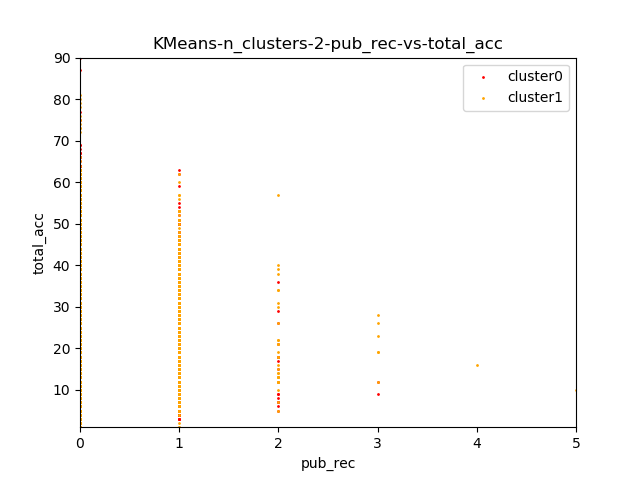 KMeans-n_clusters-2-pub_rec-vs-total_acc
cluster0
cluster1
90
80
70
60
50
40
30
20
10
total_acc
0 1 2 3 4 5
pub_rec